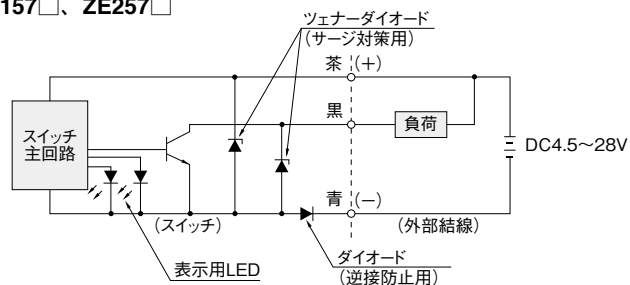 157□、ZE257□
ツェナーダイオード
(サージ対策用)
茶 (+)
黒
負荷
スイッチ
主回路
DC4.5〜28V
青 (−)
(スイッチ)
(外部結線)
表示用LED
ダイオード
(逆接防止用)